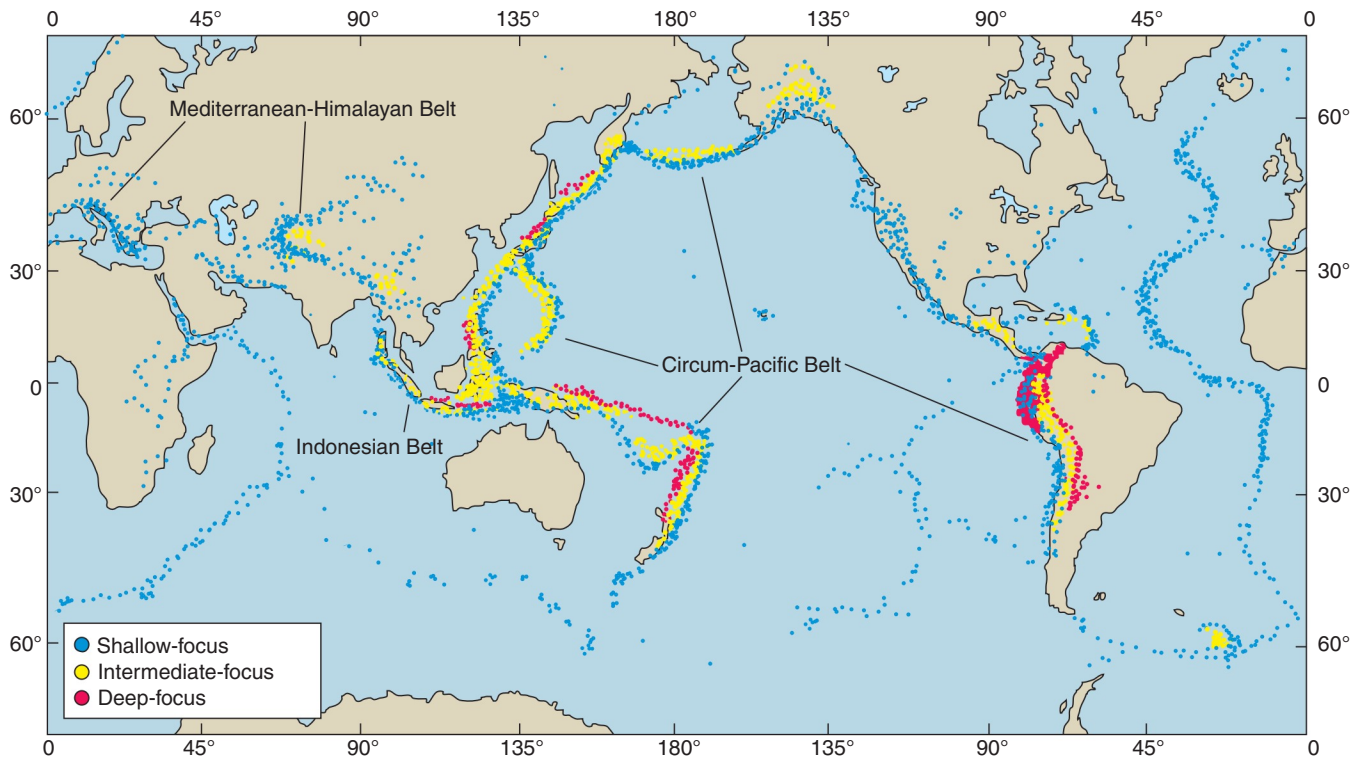 0 45° 90° 135° 180° 135° 90° 45° 0
Mediterranean-Himalayan Belt
60° 60°
30° 30°
Circum-Pacific Belt
0 0
Indonesian Belt
30° 30°
60° 60°
Shallow-focus
Intermediate-focus
Deep-focus
0 45° 90° 135° 180° 135° 90° 45° 0